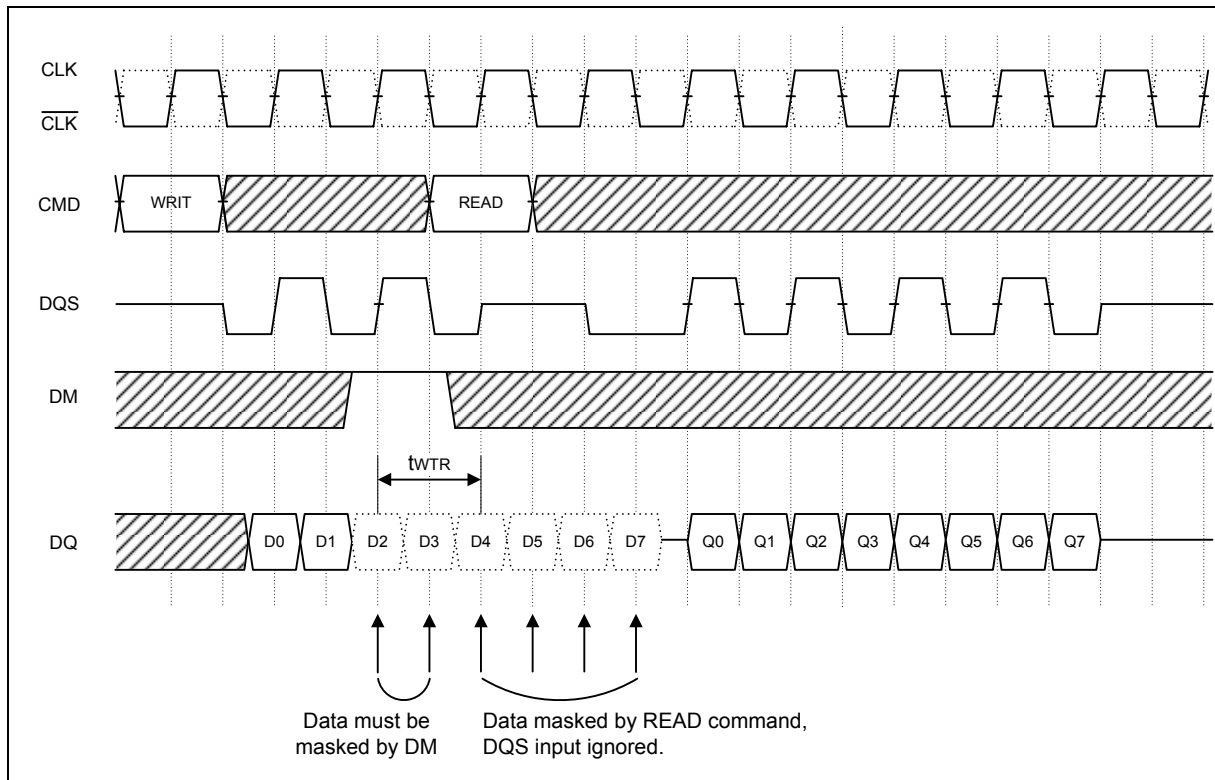 CLK
CLK
CMD
WRIT
READ
DQS
DM
tWTR
DQ
D0 D1 D2 D3 D4 D5 D6 D7 Q0 Q1 Q2 Q3 Q4 Q5 Q6 Q7
Data must be
masked by DM
Data masked by READ command,
DQS input ignored.